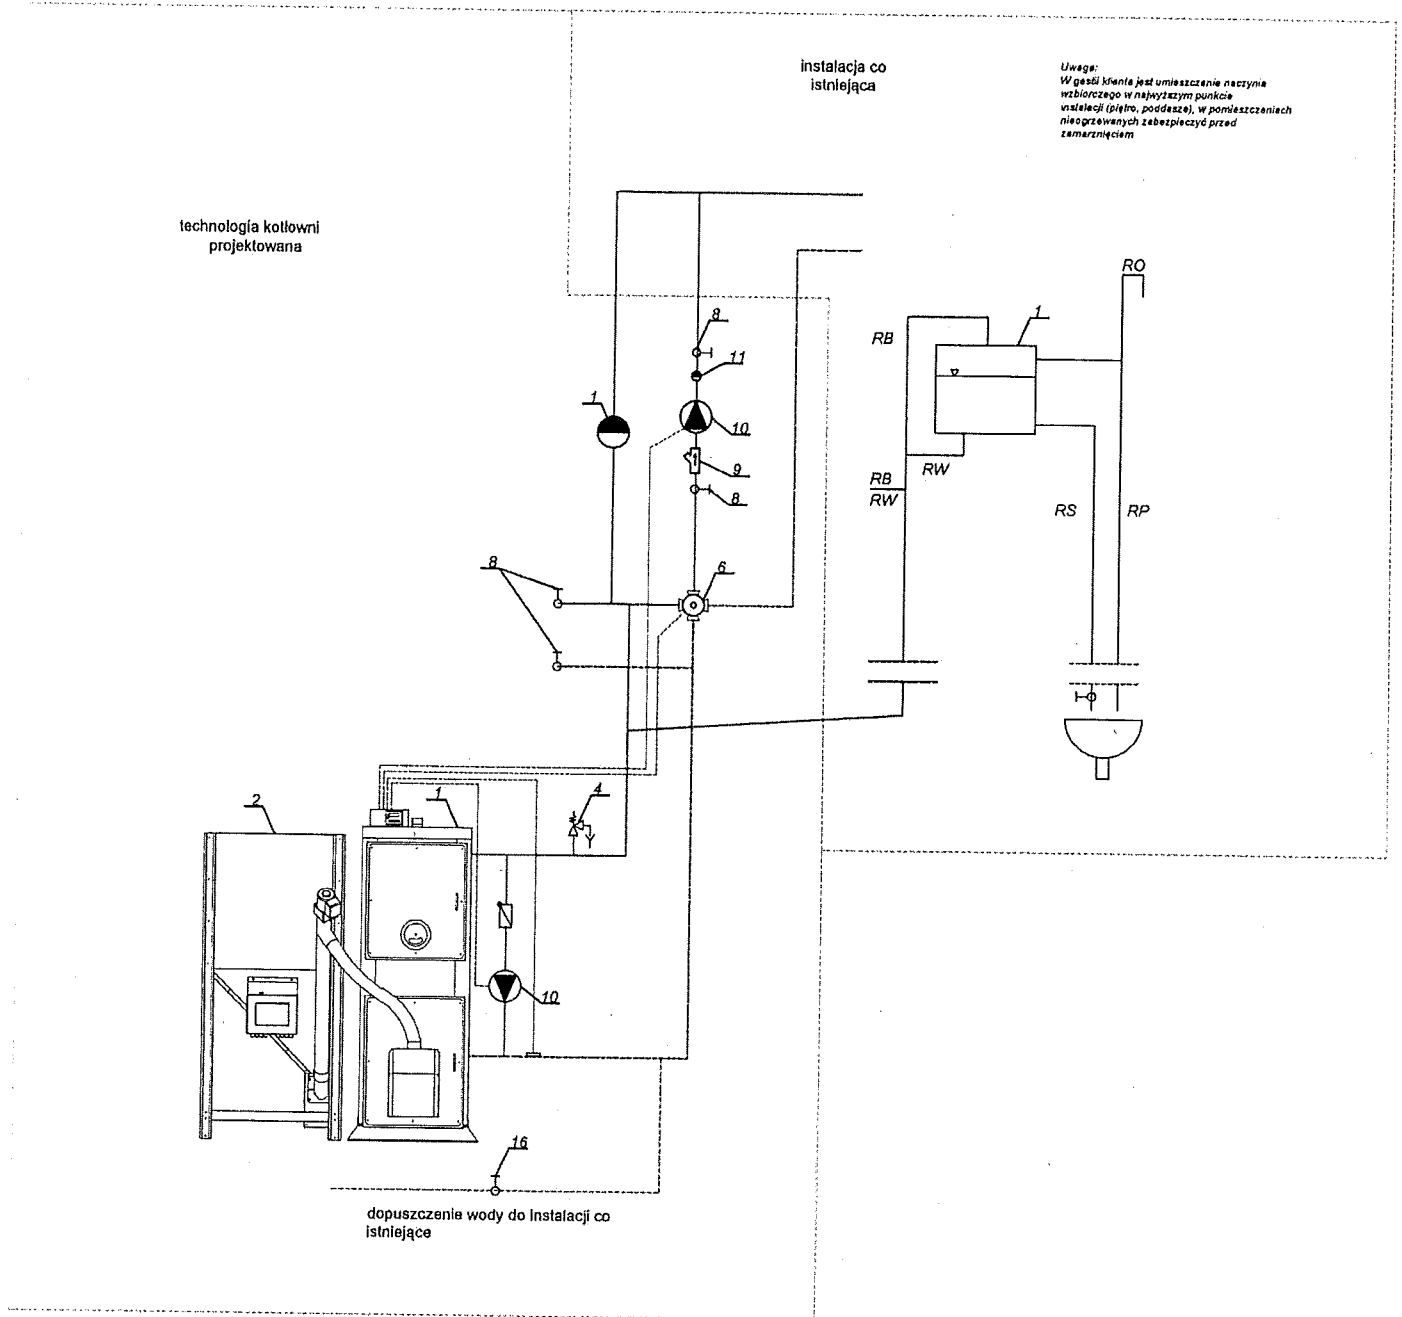 instalacja co
istniejąca
Uwaga:
W gestii klienta jest umieszczenie naczynia
wzbiorczego w najwyższym punkcie
instalacji (piętro, poddasze), w pomieszczeniach
nieogrzewanych zabezpieczyć przed
zamarznięciem
technologia kotłowni
projektowana
RO
8
1
RB
11
1
10
9
RW
RB
8
RW
RS
RP
8
6
2
1
4
10
16
dopuszczenie wody do instalacji co
istniejące